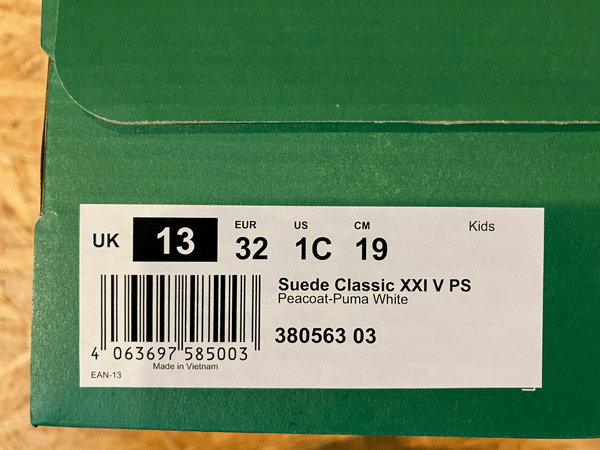 Kids
UK 13 EUR 32 US 1C CM 19
Suede Classic XXI V PS
Peacoat-Puma White
380563 03
4 063697 585003
Made in Vietnam
EAN-13